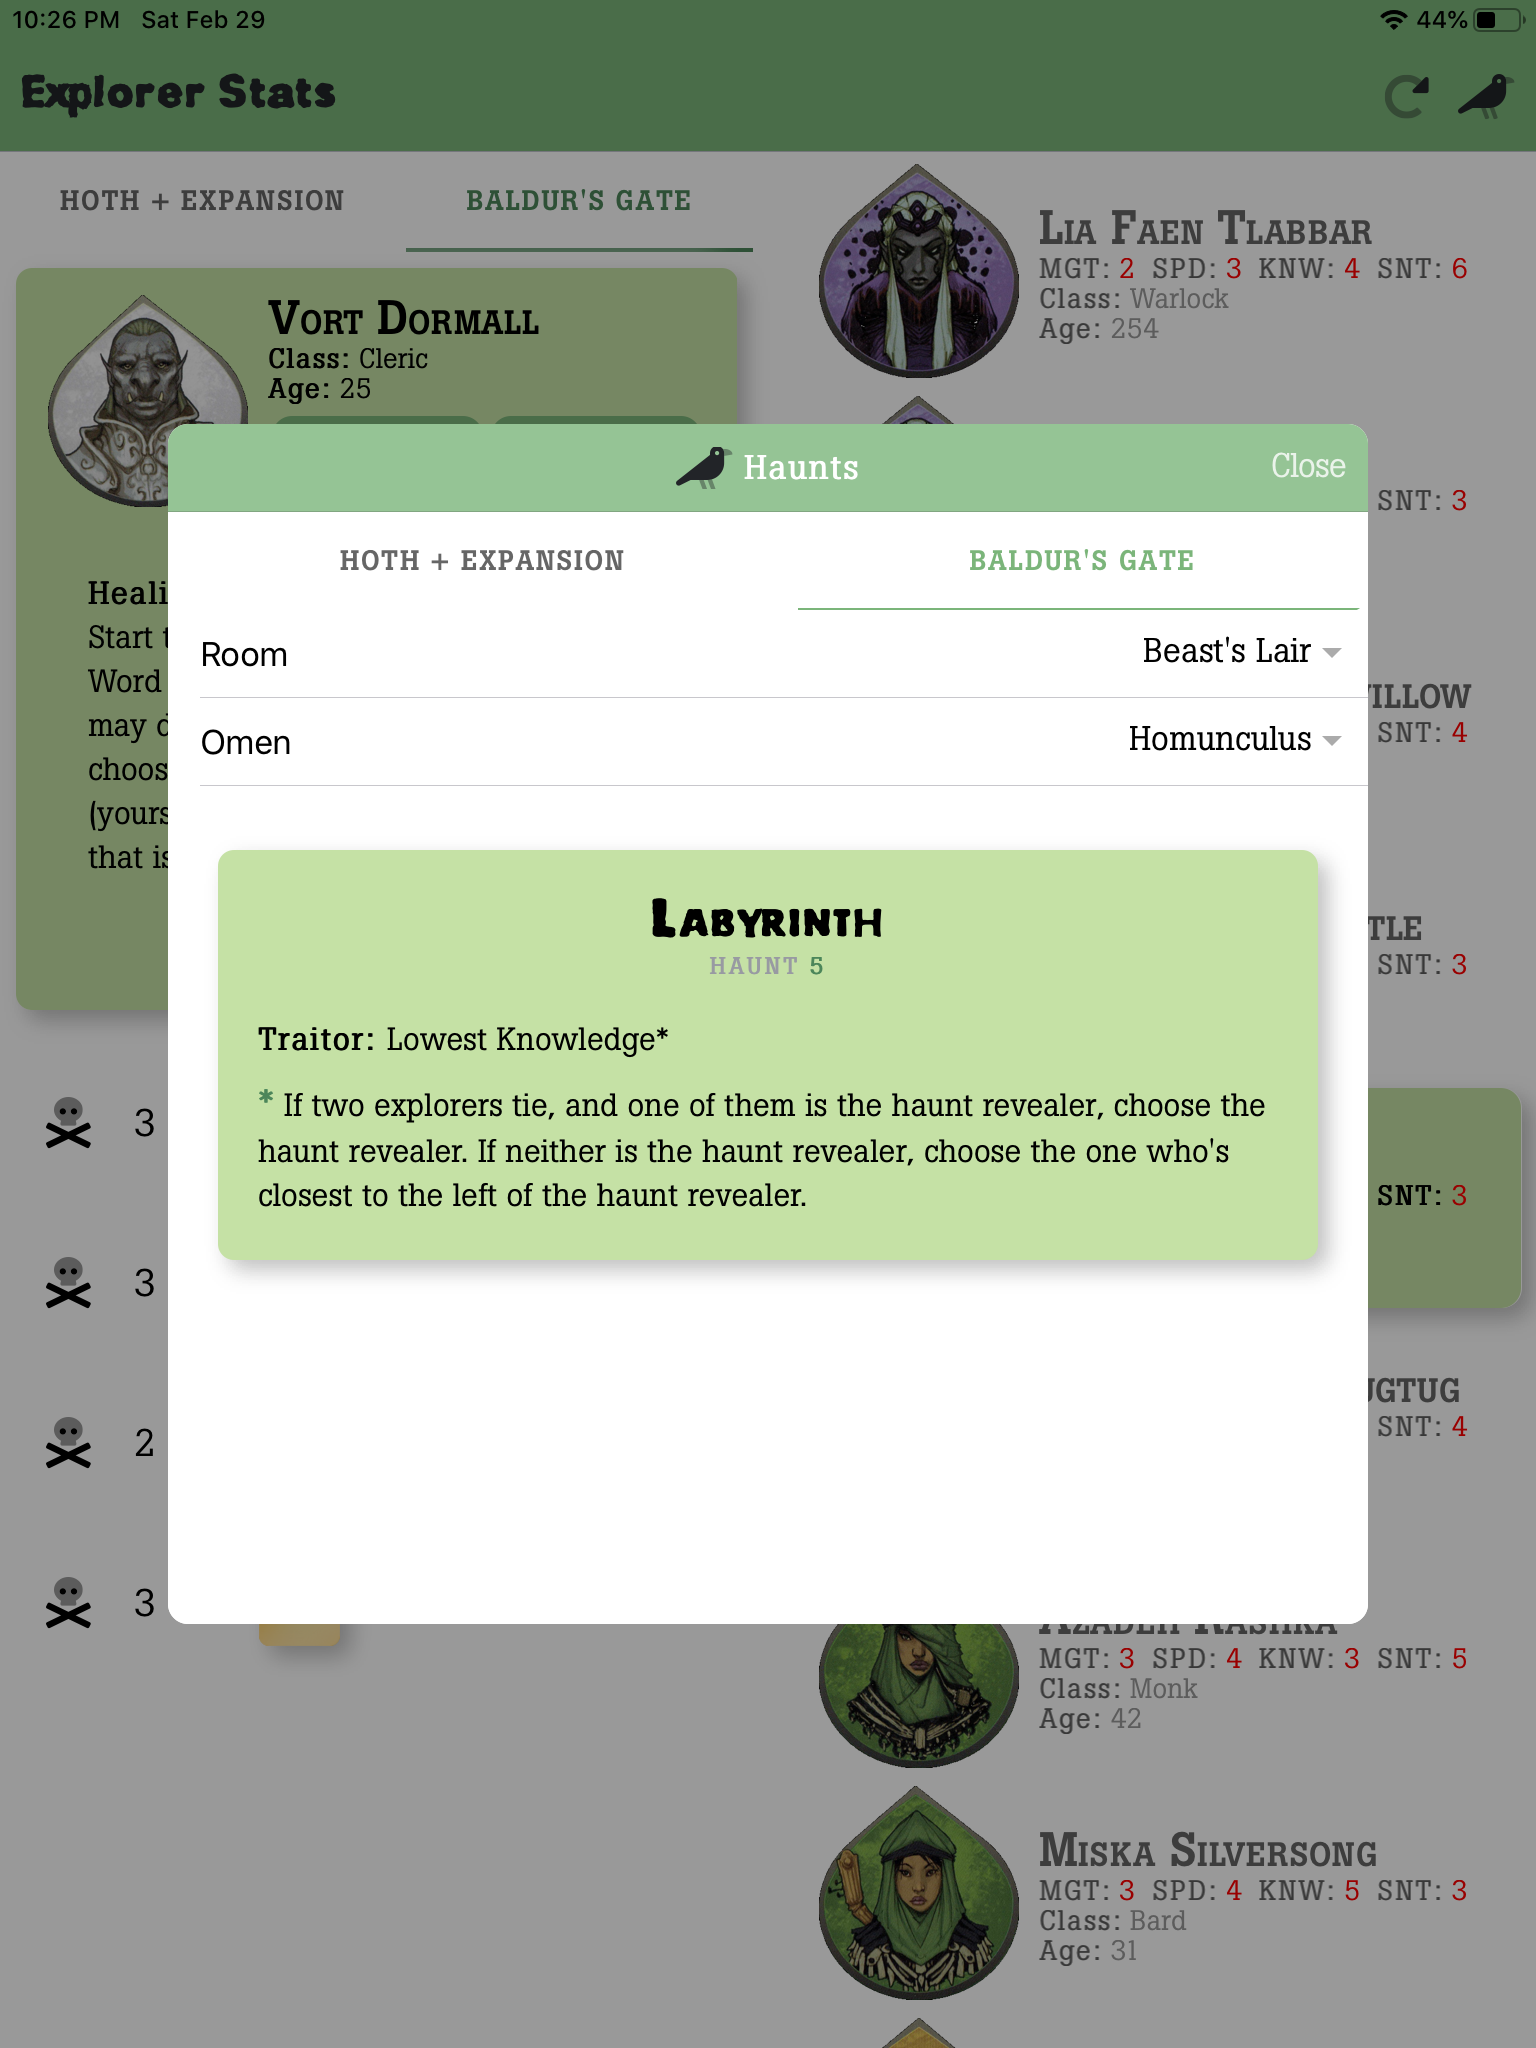 10:26 PM Sat Feb 29
44%
Explorer Stats
HOTH + EXPANSION
BALDUR'S GATE
VORT DORMALL
Class: Cleric
Age: 25
Start
Word
may
(yours
that is
3
3
2
3
Haunts
Close
HOTH + EXPANSION
BALDUR'S GATE
Room
Beast's Lair
Omen
Homunculus
LABYRINTH
HAUNT 5
Traitor: Lowest Knowledge*
* If two explorers tie, and one of them is the haunt revealer, choose the
haunt revealer. If neither is the haunt revealer, choose the one who's
closest to the left of the haunt revealer.
LIA FAEN TLABBAR
MGT: 2 SPD: 3 KNW: 4 SNT: 6
Class: Warlock
Age: 254
SNT: 3
ILLOW
SNT: 4
TLE
SNT: 3
SNT: 3
GTUG
SNT: 4
MGT: 3 SPD: 4 KNW: 3 SNT: 5
Class: Monk
Age: 42
MISKA SILVERSONG
MGT: 3 SPD: 4 KNW: 5 SNT: 3
Class: Bard
Age: 31